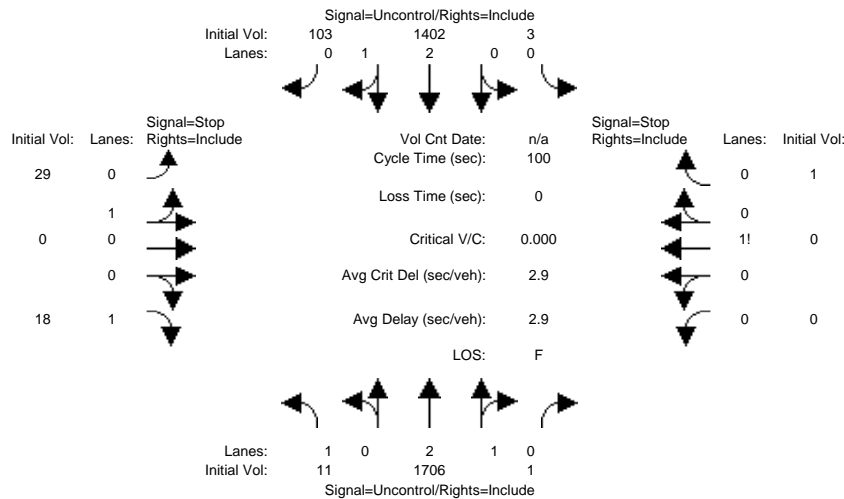 Signal=Uncontrol/Rights=Include
Initial Vol: 103 1402 3
Lanes: 0 1 2 0 0
Signal=Stop
Initial Vol: Lanes: Rights=Include
Vol Cnt Date: n/a
Signal=Stop
Rights=Include Lanes: Initial Vol:
Cycle Time (sec): 100
29 0
0 1
Loss Time (sec): 0
1
0
0 0
Critical V/C: 0.000
1! 0
0
Avg Crit Del (sec/veh): 2.9
0
18 1
Avg Delay (sec/veh): 2.9
0 0
LOS: F
Lanes: 1 0 2 1 0
Initial Vol: 11 1706 1
Signal=Uncontrol/Rights=Include